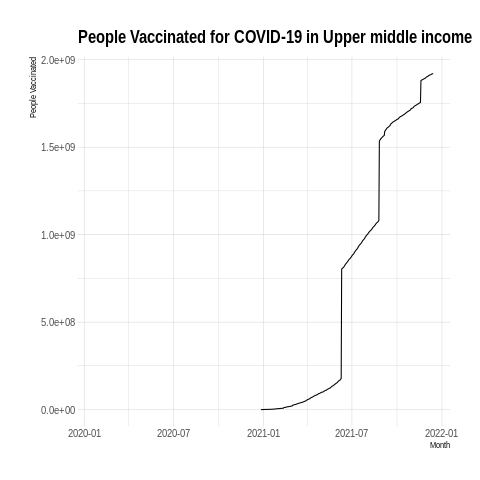 People Vaccinated for COVID-19 in Upper middle income
People Vaccinated
2.0e+09
1.5e+09
1.0e+09
5.0e+08
0.0e+00
2020-01 2020-07 2021-01 2021-07 2022-01
Month